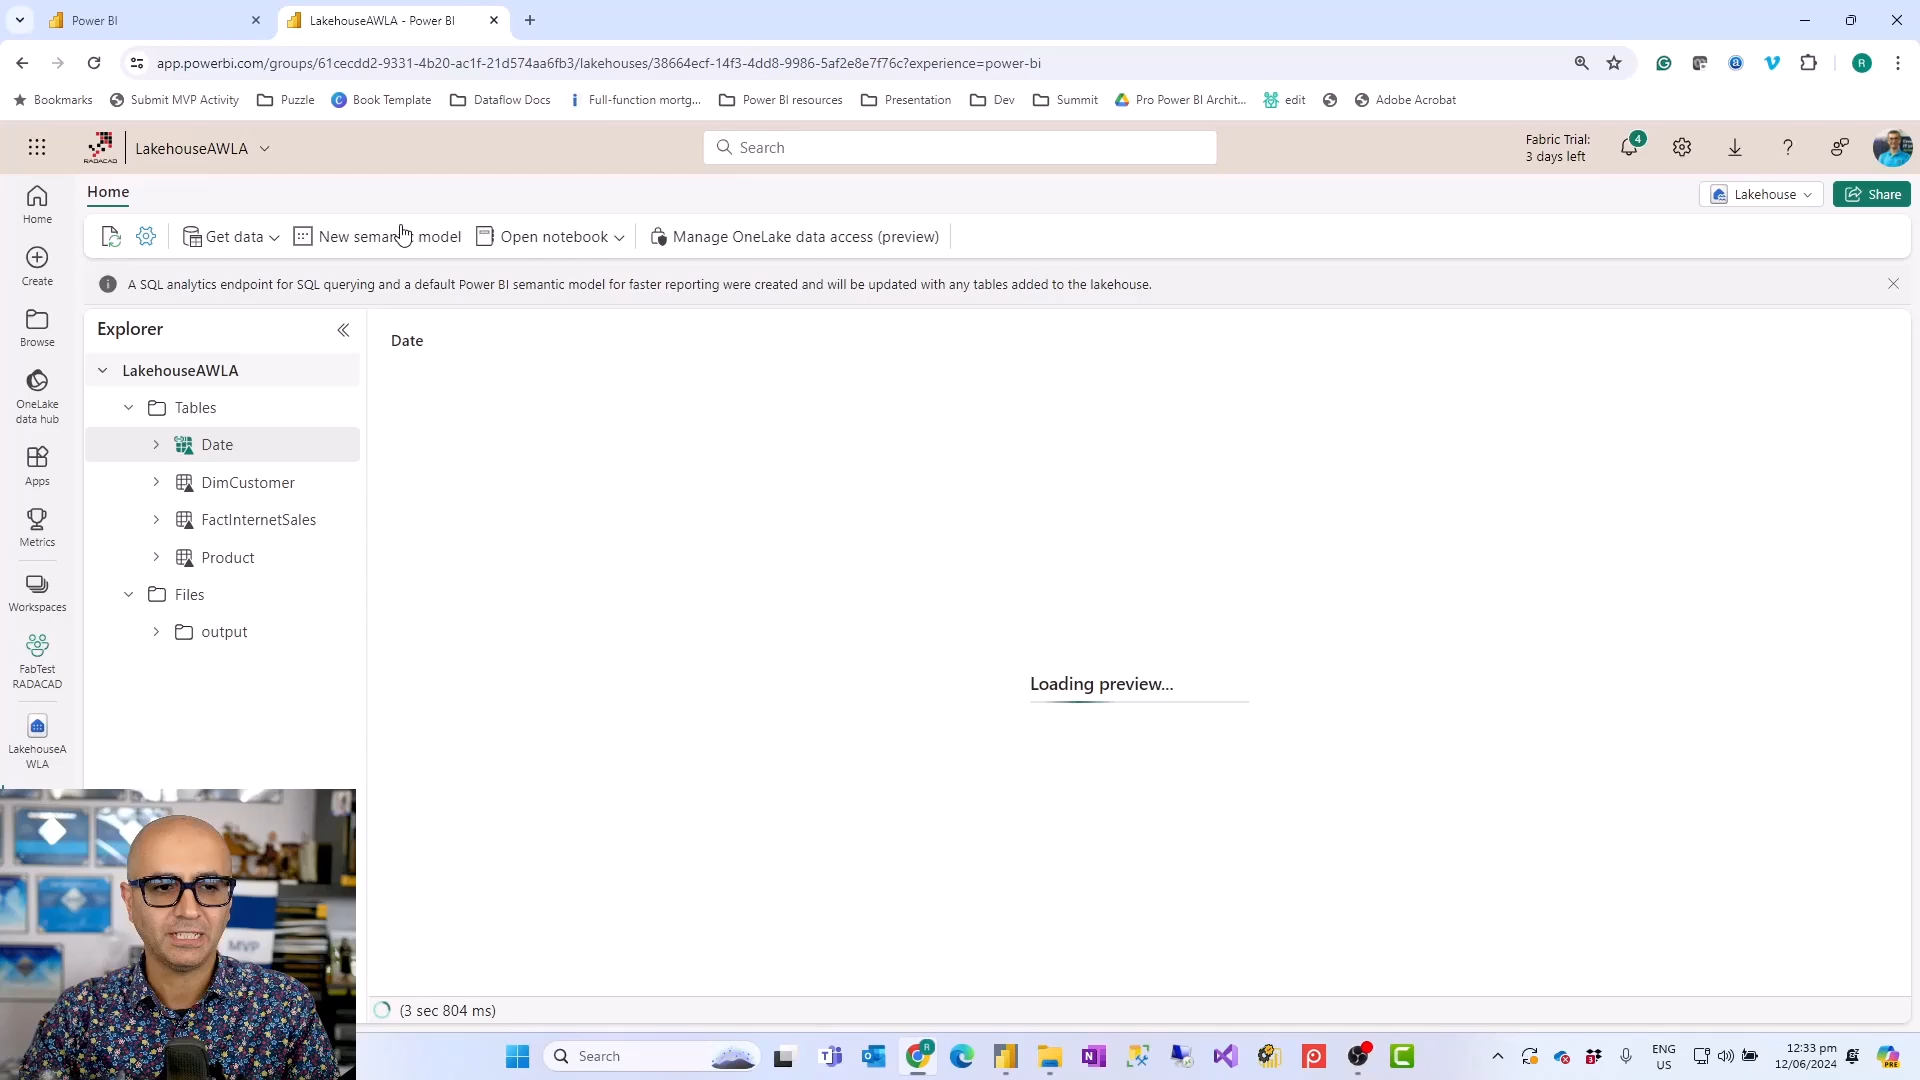 Power BI
LakehouseAWLA - Power BI
app.powerbi.com/groups/61cecdd2-9331-4b20-ac1f-21d574aa6fb3/lakehouses/38664ecf-14f3-4dd8-9986-5af2e8e7f76c?experience=power-bi
R
Bookmarks
Submit MVP Activity
Puzzle
Book Template
Dataflow Docs
Full-function mortg...
Power BI resources
Presentation
Dev
Summit
Pro Power BI Archit...
edit
Adobe Acrobat
RADACAD
LakehouseAWLA
Search
Fabric Trial:
3 days left
4
Home
Lakehouse
Share
Get data
New semant model
Open notebook
Manage OneLake data access (preview)
A SQL analytics endpoint for SQL querying and a default Power BI semantic model for faster reporting were created and will be updated with any tables added to the lakehouse.
Home
Create
Browse
OneLake
data hub
Apps
Metrics
Workspaces
FabTest
RADACAD
LakehouseA
WLA
Explorer
LakehouseAWLA
Tables
Date
DimCustomer
FactInternetSales
Product
Files
output
Date
Loading preview...
(3 sec 804 ms)
MVP
Search
ENG
US
12:33 pm
12/06/2024
PRE